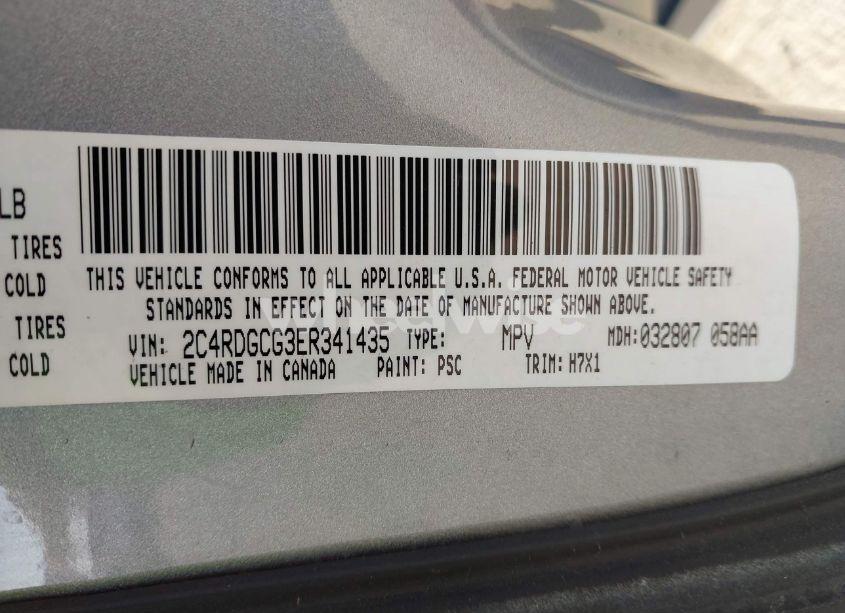 LB
TIRES
COLD
TIRES
COLD
THIS VEHICLE CONFORMS TO ALL APPLICABLE U.S.A. FEDERAL MOTOR VEHICLE SAFETY
STANDARDS IN EFFECT ON THE DATE OF MANUFACTURE SHOWN ABOVE.
VIN: 2C4RDGCG3ER341435 TYPE: MPV MDH:032807 058AA
VEHICLE MADE IN CANADA PAINT: PSC TRIM: H7X1